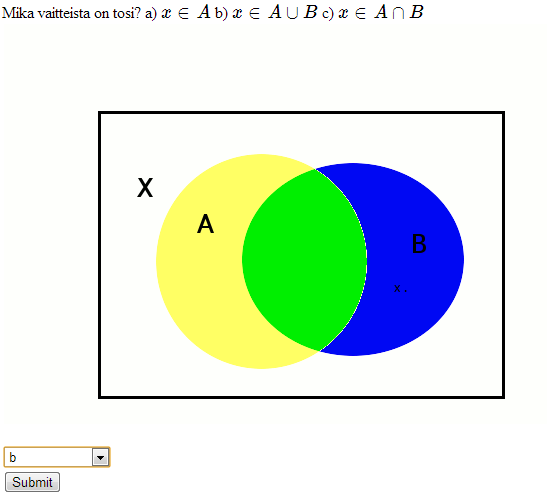 Mika vaitteista on tosi? a) x ∈ A b) x ∈ A ∪ B c) x ∈ A ∩ B
X
A
B
x .
b
Submit